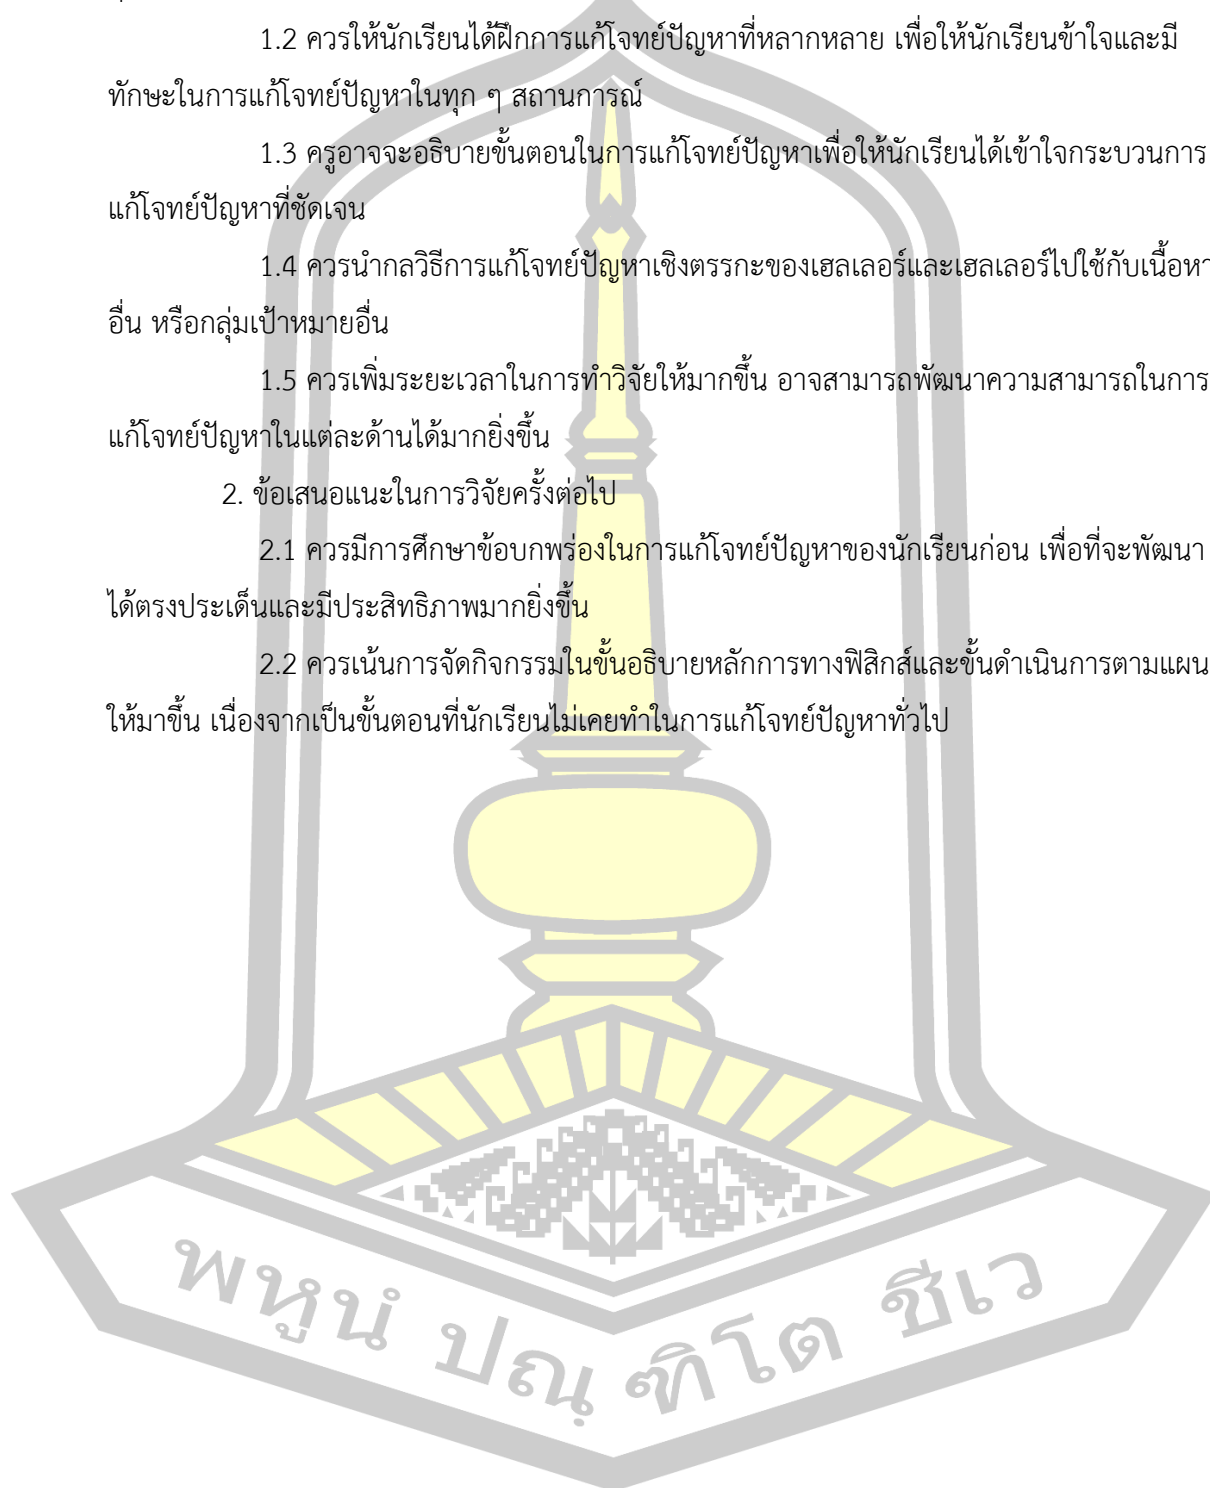 1.2 ควรให้นักเรียนได้ฝึกการแก้โจทย์ปัญหาที่หลากหลาย เพื่อให้นักเรียนข้าใจและมี
ทักษะในการแก้โจทย์ปัญหาในทุก ๆ สถานการณ์
1.3 ครูอาจจะอธิบายขั้นตอนในการแก้โจทย์ปัญหาเพื่อให้นักเรียนได้เข้าใจกระบวนการ
แก้โจทย์ปัญหาที่ชัดเจน
1.4 ควรนำกลวิธีการแก้โจทย์ปัญหาเชิงตรรกะของเฮลเลอร์และเฮลเลอร์ไปใช้กับเนื้อหา
อื่น หรือกลุ่มเป้าหมายอื่น
1.5 ควรเพิ่มระยะเวลาในการทำวิจัยให้มากขึ้น อาจสามารถพัฒนาความสามารถในการ
แก้โจทย์ปัญหาในแต่ละด้านได้มากยิ่งขึ้น
2. ข้อเสนอแนะในการวิจัยครั้งต่อไป
2.1 ควรมีการศึกษาข้อบกพร่องในการแก้โจทย์ปัญหาของนักเรียนก่อน เพื่อที่จะพัฒนา
ได้ตรงประเด็นและมีประสิทธิภาพมากยิ่งขึ้น
2.2 ควรเน้นการจัดกิจกรรมในขั้นอธิบายหลักการทางฟิสิกส์และขั้นดำเนินการตามแผน
ให้มาขึ้น เนื่องจากเป็นขั้นตอนที่นักเรียนไม่เคยทำในการแก้โจทย์ปัญหาทั่วไป
พหูนํ ปณฺฑิโต ชีเว